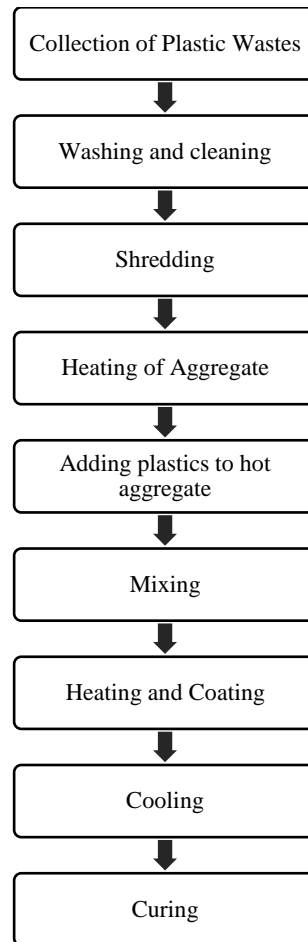 Collection of Plastic Wastes
Washing and cleaning
Shredding
Heating of Aggregate
Adding plastics to hot
aggregate
Mixing
Heating and Coating
Cooling
Curing